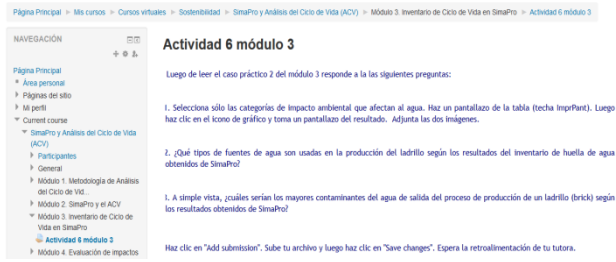 Página Principal ► Mis cursos ► Cursos virtuales ► Sostenibilidad ► SimaPro y Análisis del Ciclo de Vida (ACV) ► Módulo 3. Inventario de Ciclo de Vida en SimaPro ► Actividad 6 módulo 3
NAVEGACIÓN
Página Principal
Área personal
Páginas del sitio
Mi perfil
Current course
SimaPro y Análisis del Ciclo de Vida
(ACV)
Participantes
General
Módulo 1. Metodología de Análisis
del Ciclo de Vid...
Módulo 2. SimaPro y el ACV
Módulo 3. Inventario de Ciclo de
Vida en SimaPro
Actividad 6 módulo 3
Módulo 4. Evaluación de impactos
Actividad 6 módulo 3
Luego de leer el caso práctico 2 del módulo 3 responde a la las siguientes preguntas:
1. Selecciona sólo las categorías de impacto ambiental que afectan al agua. Haz un pantallazo de la tabla (techa ImprPant). Luego
haz clic en el icono de gráfico y toma un pantallazo del resultado. Adjunta las dos imágenes.
2. ¿Qué tipos de fuentes de agua son usadas en la producción del ladrillo según los resultados del inventario de huella de agua
obtenidos de SimaPro?
1. A simple vista, ¿cuáles serían los mayores contaminantes del agua de salida del proceso de producción de un ladrillo (brick) según
los resultados obtenidos de SimaPro?
Haz clic en "Add submission". Sube tu archivo y luego haz clic en "Save changes". Espera la retroalimentación de tu tutora.